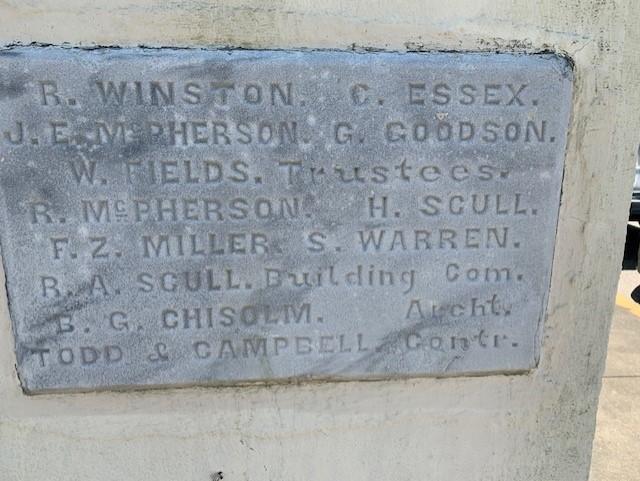 R. WINSTON. C. ESSEX.
J. E. McPHERSON. G. GOODSON.
W. FIELDS. Trustees.
R. McPHERSON. H. SCULL.
F. Z. MILLER S. WARREN.
R. A. SCULL. Building Com.
B. G. CHISOLM. Archt.
TODD & CAMPBELL. Contr.